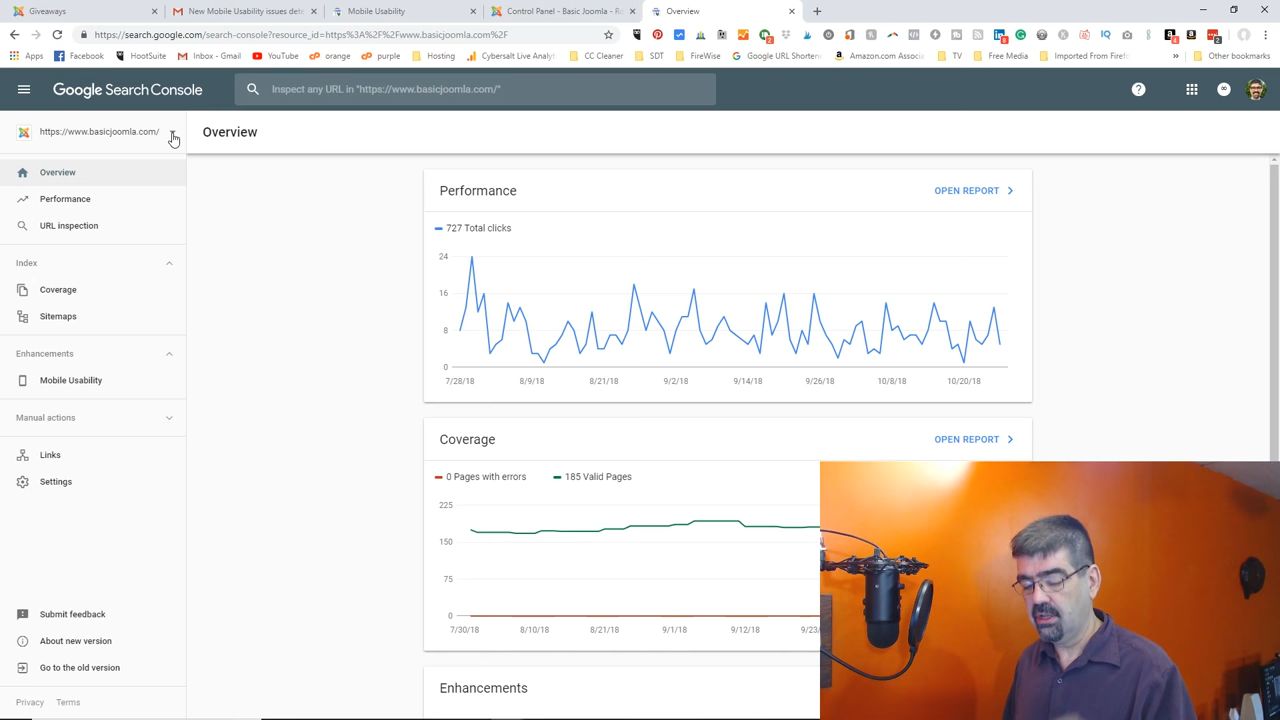 Giveaways
New Mobile Usability issues dete
Mobile Usability
Control Panel - Basic Joomla - Ro
Overview
https://search.google.com/search-console?resource_id=https%3A%2F%2Fwww.basicjoomla.com%2F
Apps
Facebook
HootSuite
Inbox - Gmail
YouTube
orange
purple
Hosting
Cybersalt Live Analyt
CC Cleaner
SDT
FireWise
Google URL Shortene
Amazon.com Associa
TV
Free Media
Imported From Firef
Other bookmarks
Google Search Console
Inspect any URL in "https://www.basicjoomla.com/"
https://www.basicjoomla.com/
Overview
Overview
Performance
URL inspection
Index
Coverage
Sitemaps
Enhancements
Mobile Usability
Manual actions
Links
Settings
Submit feedback
About new version
Go to the old version
Privacy Terms
Performance
OPEN REPORT
727 Total clicks
24
16
8
0
7/28/18 8/9/18 8/21/18 9/2/18 9/14/18 9/26/18 10/8/18 10/20/18
Coverage
OPEN REPORT
0 Pages with errors 185 Valid Pages
225
150
75
0
7/30/18 8/10/18 8/21/18 9/1/18 9/12/18 9/23/
Enhancements